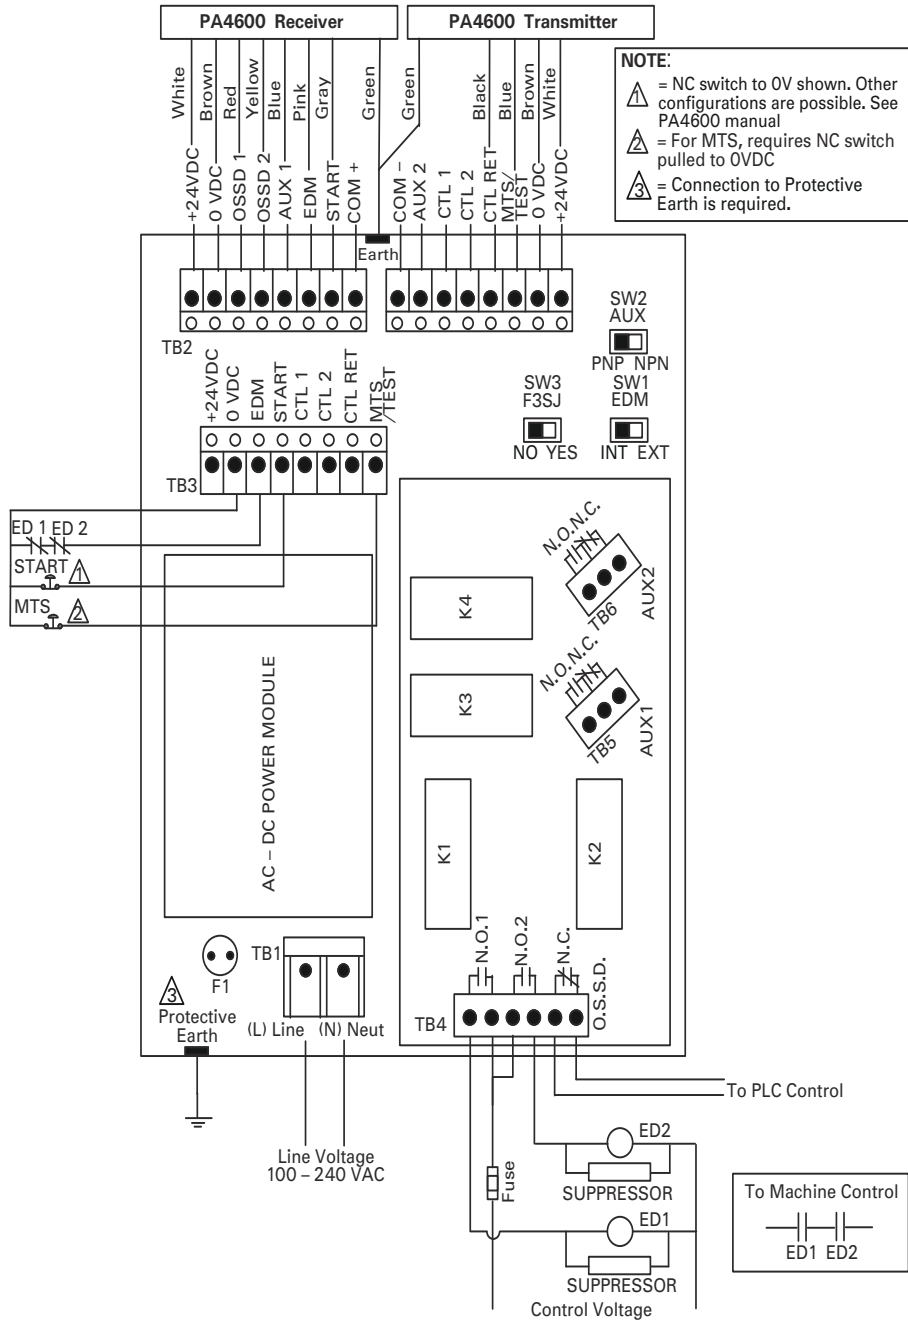 PA4600 Receiver
PA4600 Transmitter
White
Brown
Red
Yellow
Blue
Pink
Gray
Green
Green
Black
Blue
Brown
White
NOTE:
1 = NC switch to 0V shown. Other
configurations are possible. See
PA4600 manual
2 = For MTS, requires NC switch
pulled to 0VDC
3 = Connection to Protective
Earth is required.
+24VDC
0 VDC
OSSD 1
OSSD 2
AUX 1
EDM
START
COM +
COM –
AUX 2
CTL 1
CTL 2
CTL RET
MTS/
TEST
0 VDC
+24VDC
Earth
TB2
SW2
AUX
PNP NPN
SW3
F3SJ
NO YES
SW1
EDM
INT EXT
+24VDC
0 VDC
EDM
START
CTL 1
CTL 2
CTL RET
MTS
/TEST
TB3
ED 1 ED 2
START 1
MTS 2
AC – DC POWER MODULE
K4
K3
K1
K2
N.O.N.C.
TB6
AUX2
N.O.N.C.
TB5
AUX1
F1
TB1
(L) Line (N) Neut
3
Protective
Earth
N.O.1
N.O.2
N.C.
O.S.S.D.
TB4
To PLC Control
Line Voltage
100 – 240 VAC
Fuse
ED2
SUPPRESSOR
ED1
SUPPRESSOR
Control Voltage
To Machine Control
ED1 ED2